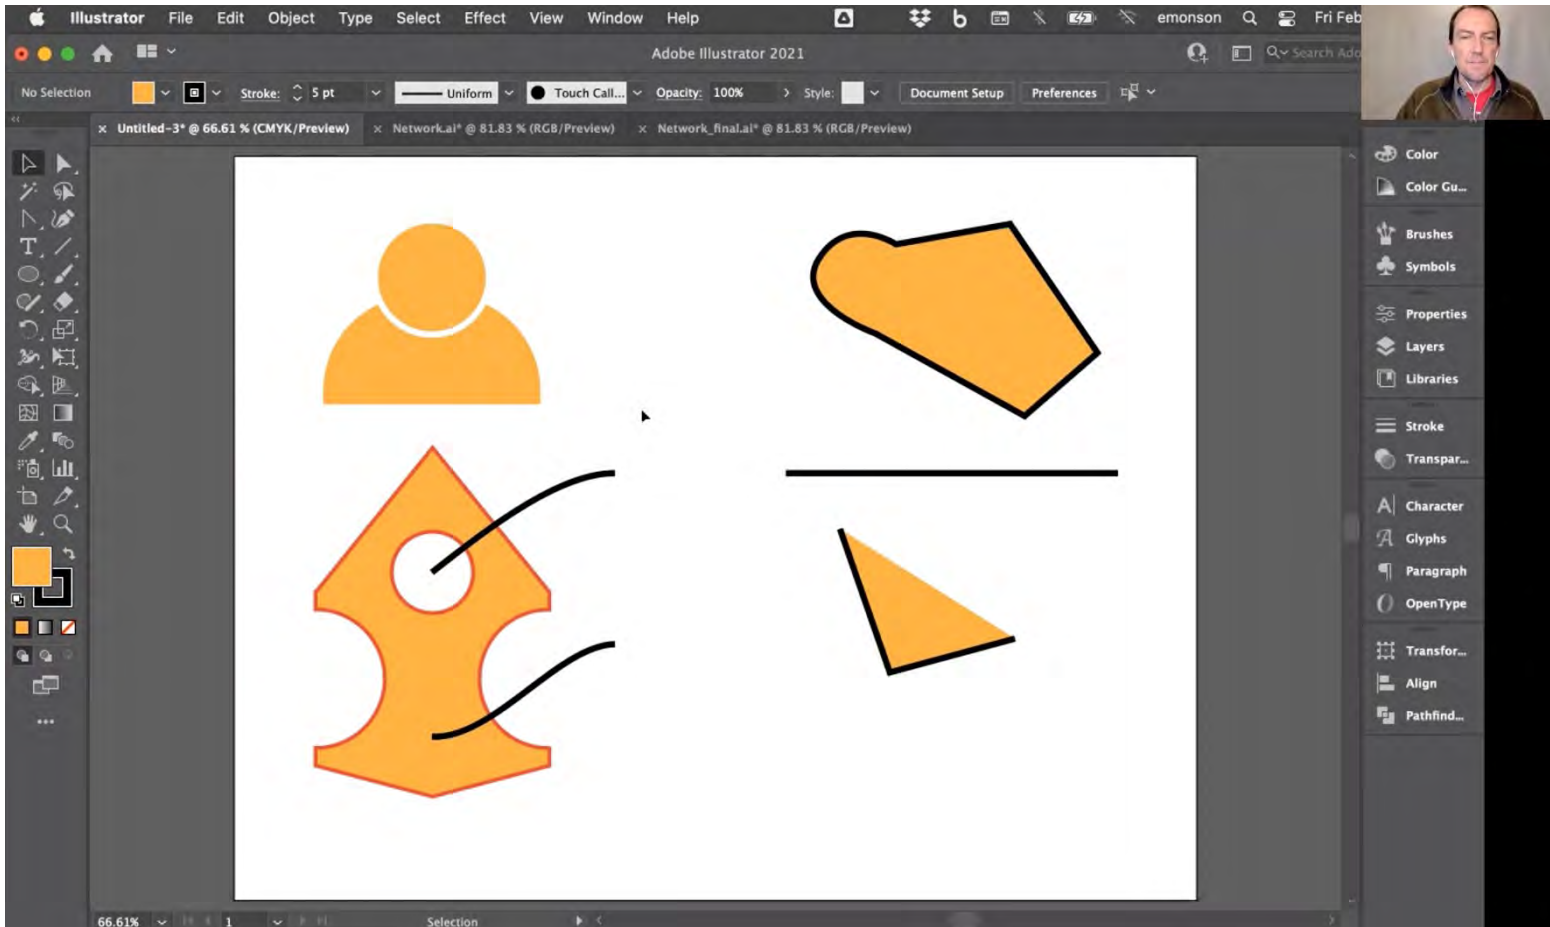 Illustrator File Edit Object Type Select Effect View Window Help emonson Fri Feb
Adobe Illustrator 2021 Search Ado
No Selection Stroke: 5 pt Uniform Touch Call... Opacity: 100% Style: Document Setup Preferences
× Untitled-3* @ 66.61 % (CMYK/Preview) × Network.ai* @ 81.83 % (RGB/Preview) × Network_final.ai* @ 81.83 % (RGB/Preview)
Color
Color Gu...
Brushes
Symbols
Properties
Layers
Libraries
Stroke
Transpar...
Character
Glyphs
Paragraph
OpenType
Transfor...
Align
Pathfind...
66.61% 1 Selection